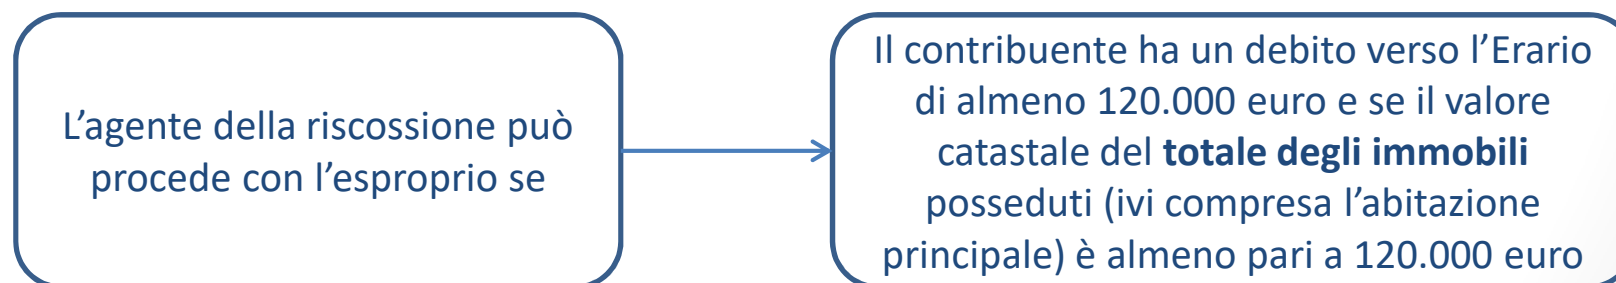 L’agente della riscossione può
procede con l’esproprio se
Il contribuente ha un debito verso l’Erario
di almeno 120.000 euro e se il valore
catastale del totale degli immobili
posseduti (ivi compresa l’abitazione
principale) è almeno pari a 120.000 euro